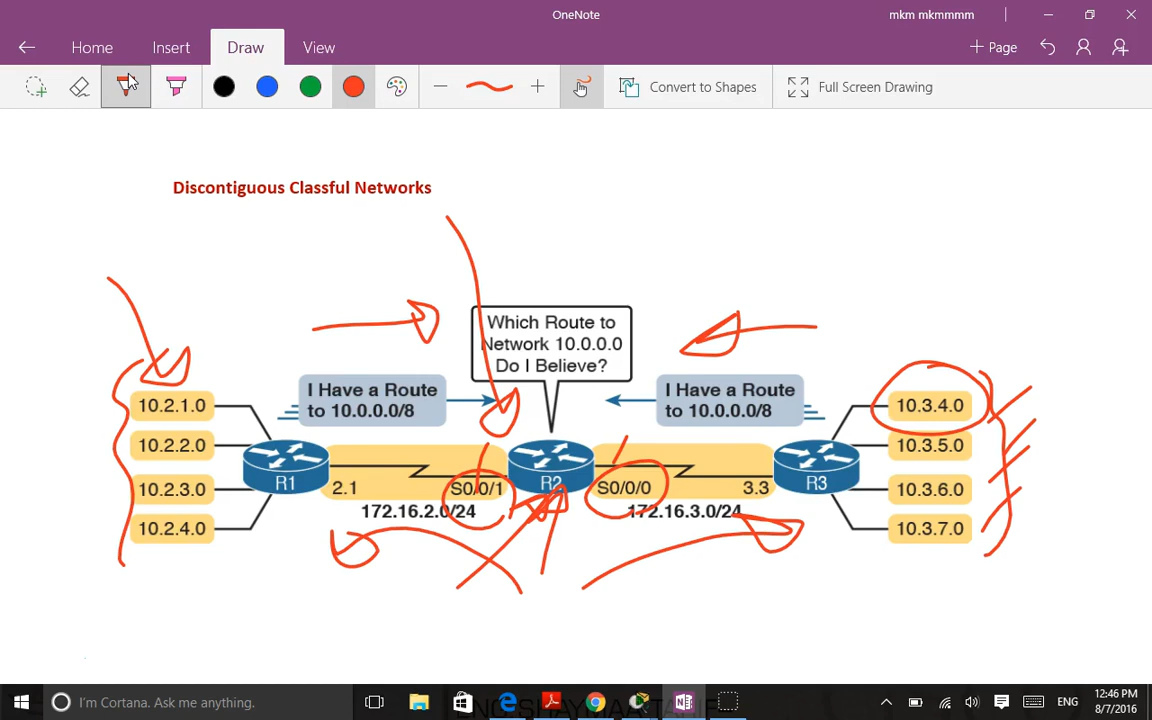 OneNote
mkm mkmmmm
Home
Insert
Draw
View
Page
Convert to Shapes
Full Screen Drawing
Discontiguous Classful Networks
Which Route to
Network 10.0.0.0
Do I Believe?
I Have a Route
to 10.0.0.0/8
I Have a Route
to 10.0.0.0/8
10.2.1.0
10.2.2.0
10.2.3.0
10.2.4.0
R1
2.1
S0/0/1
172.16.2.0/24
R2
S0/0/0
3.3
172.16.3.0/24
R3
10.3.4.0
10.3.5.0
10.3.6.0
10.3.7.0
I'm Cortana. Ask me anything.
ENG
12:46 PM
8/7/2016